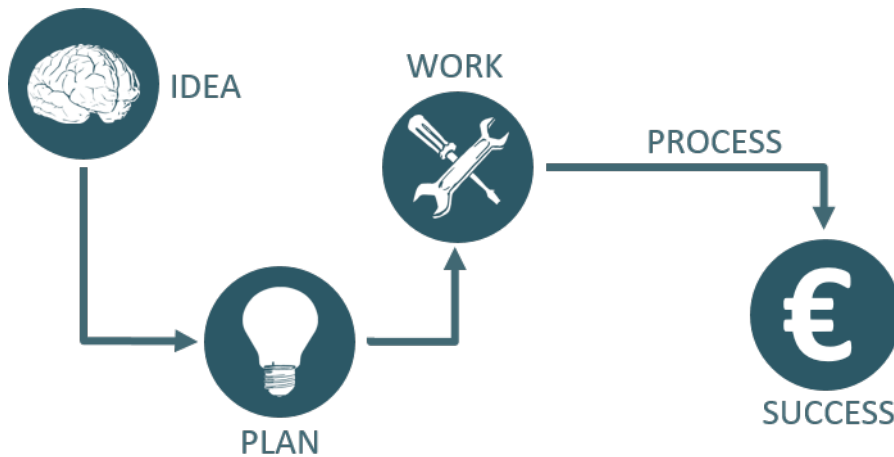 IDEA
PLAN
WORK
PROCESS
€
SUCCESS